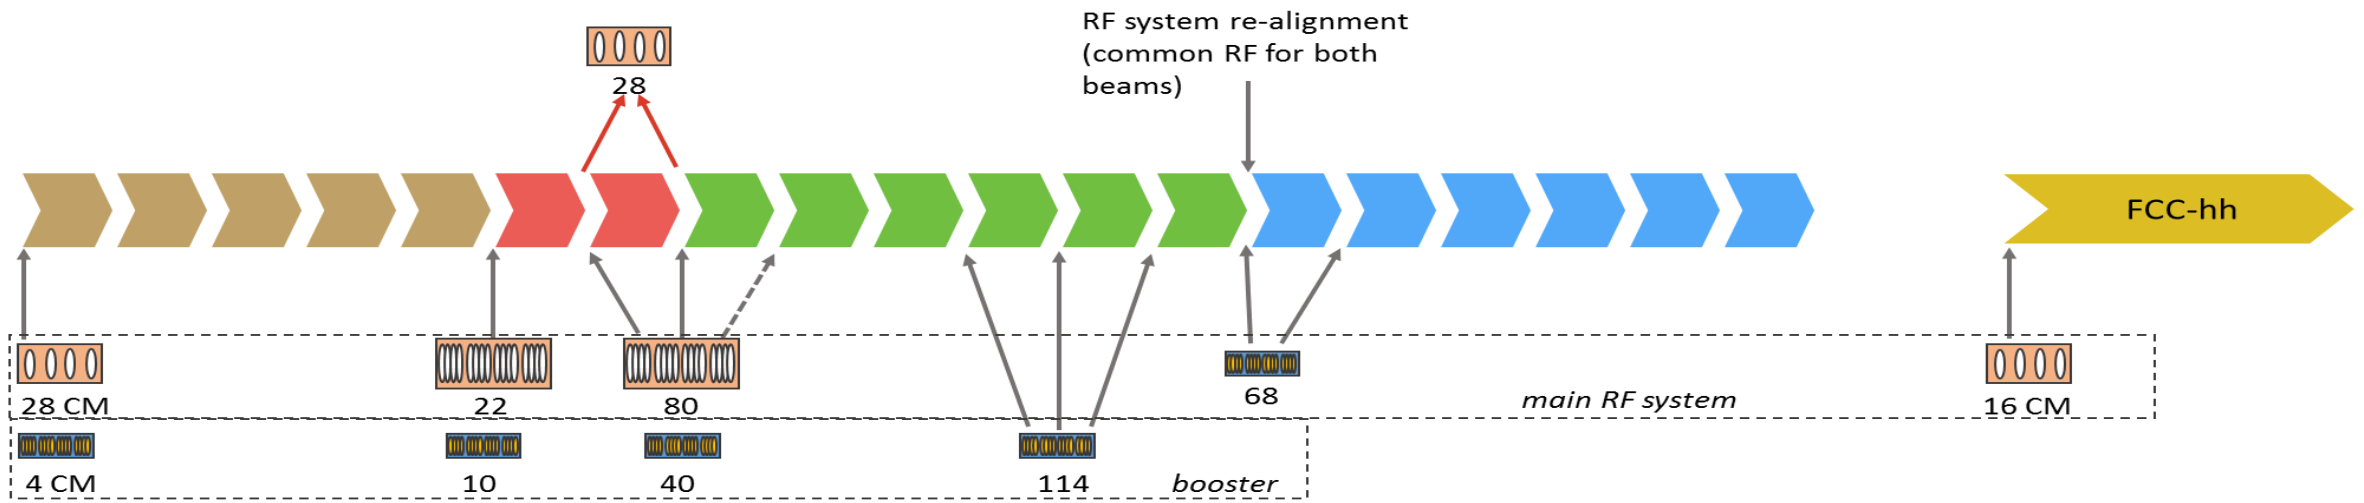 RF system re-alignment
(common RF for both
beams)
28
FCC-hh
28 CM
22
80
68
main RF system
16 CM
4 CM
10
40
114
booster